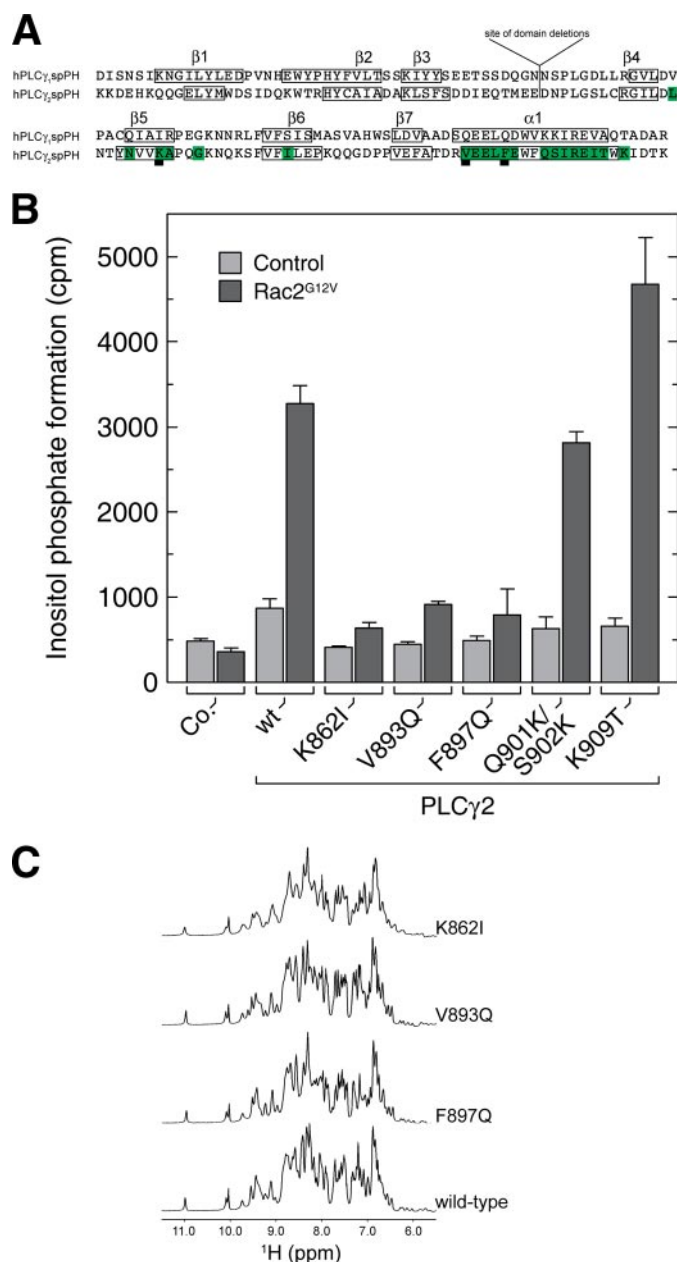 A
site of domain deletions
β1 β2 β3 β4
hPLCγ1spPH DISNSIKNGILYLEDPVNHEWYPHYFVLTSSKIYYSEETSSDQGNNSPLGDLLRGVLDV
hPLCγ2spPH KKDEHKQQGELYMWDSIDQKWTRHYCAIADAKLSFSDDIEQTMEEDNPLGSLCRGILDL
β5 β6 β7 α1
hPLCγ1spPH PACQIAIRPEGKNNRLFVFSISMASVAHWSLDVAADSQEELQDWVKKIREVAQTADAR
hPLCγ2spPH NTYNVVKAPQGKNQKSFVFILEPKQQGDPPVEFATDRVEELFEWFQSIREITWKIDTK
B
Inositol phosphate formation (cpm)
5000
4000
3000
2000
1000
0
Control
Rac2G12V
Co. wt K862I V893Q F897Q Q901K/S902K K909T
PLCγ2
C
K862I
V893Q
F897Q
wild-type
11.0 10.0 9.0 8.0 7.0 6.0
1H (ppm)